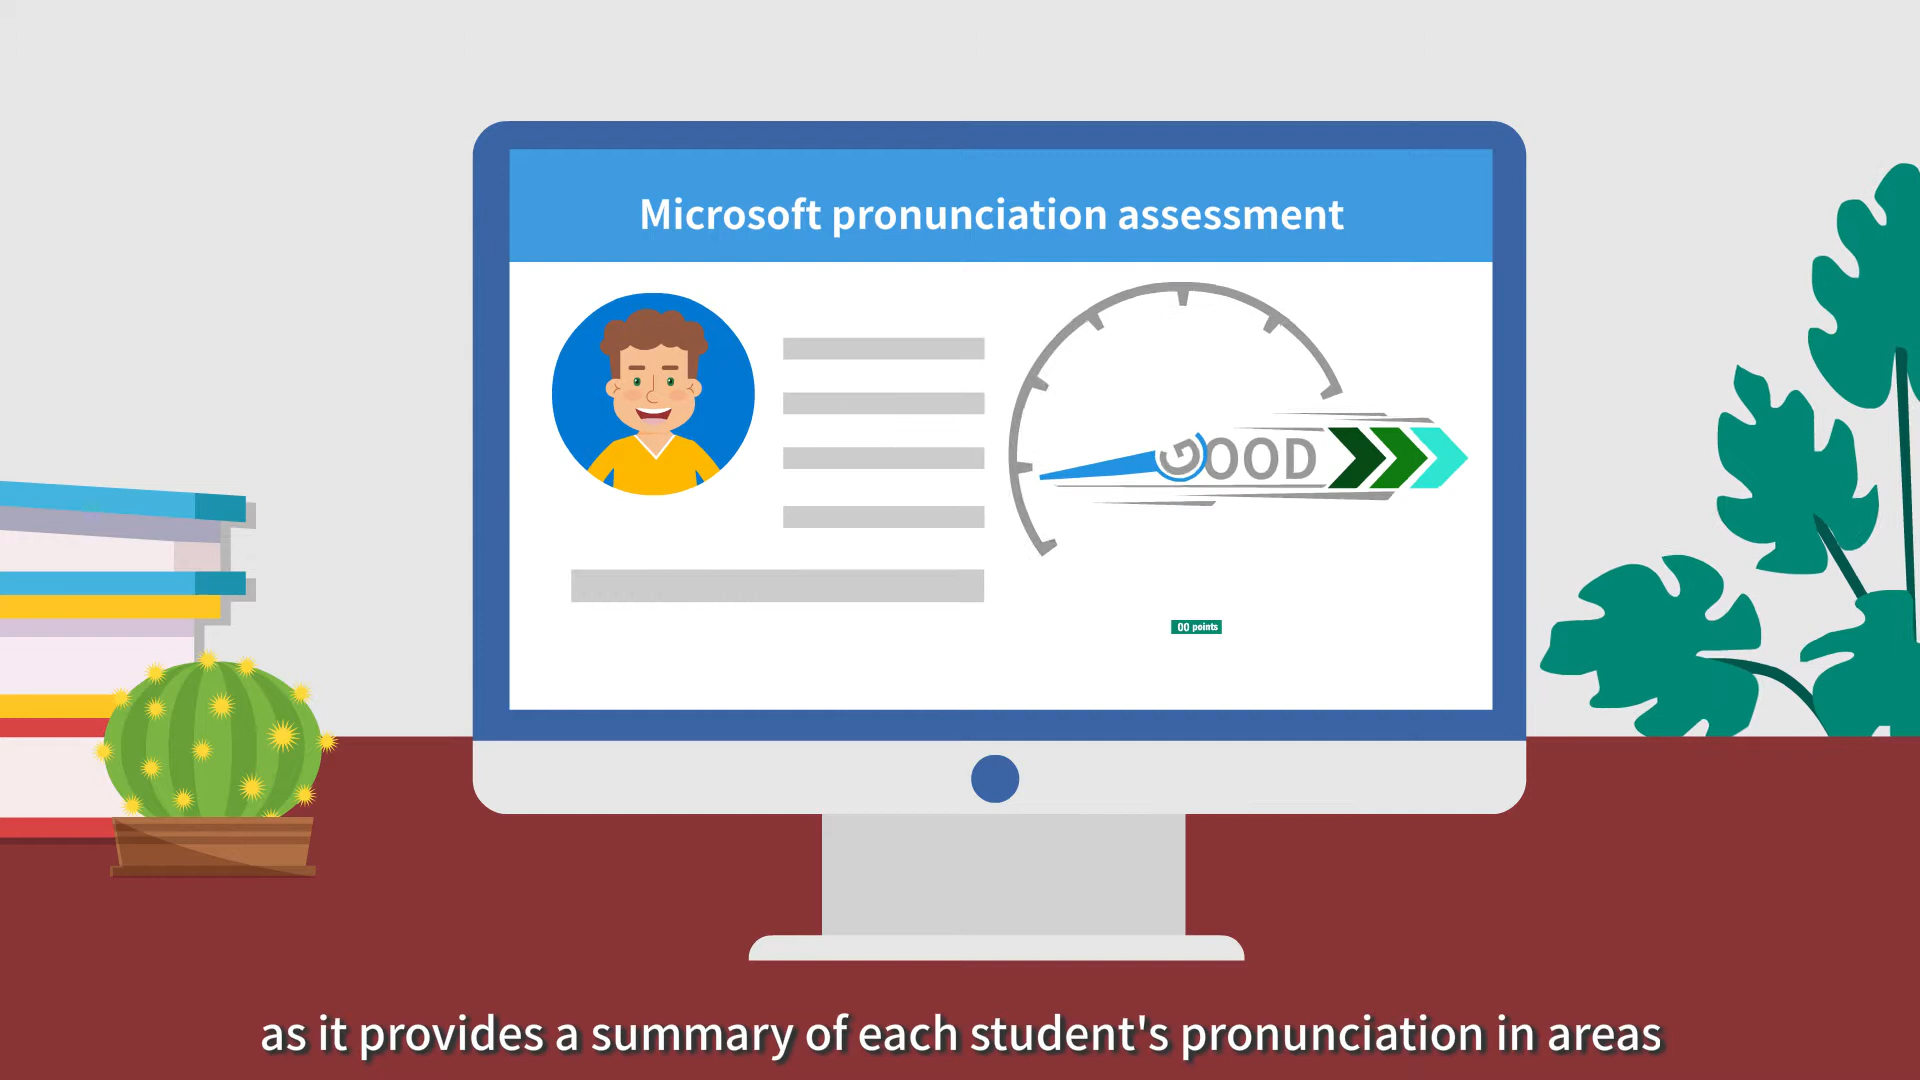 Microsoft pronunciation assessment
GOOD
00 points
as it provides a summary of each student's pronunciation in areas